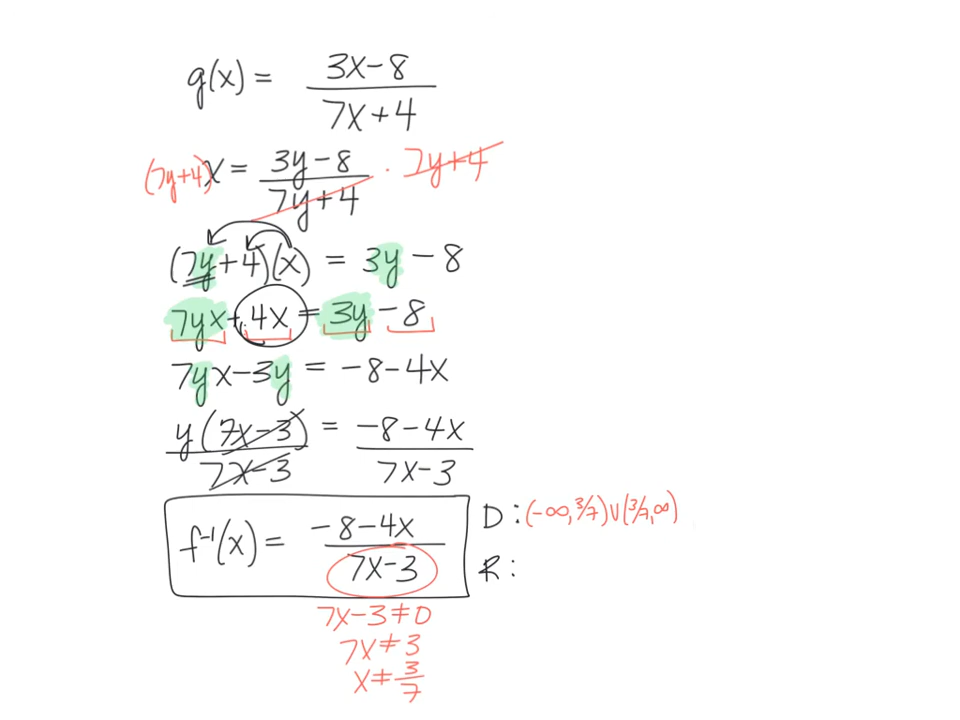 g(x) = 3x-8 / 7x+4
(7y+4) x = 3y-8 / 7y+4 · 7y+4
(7y+4)(x) = 3y-8
7yx+4x = 3y-8
7yx-3y = -8-4x
y(7x-3) / 7x-3 = -8-4x / 7x-3
f⁻¹(x) = -8-4x / 7x-3
D: (-∞, 3/7)∪(3/7, ∞)
R:
7x-3≠0
7x≠3
x≠3/7